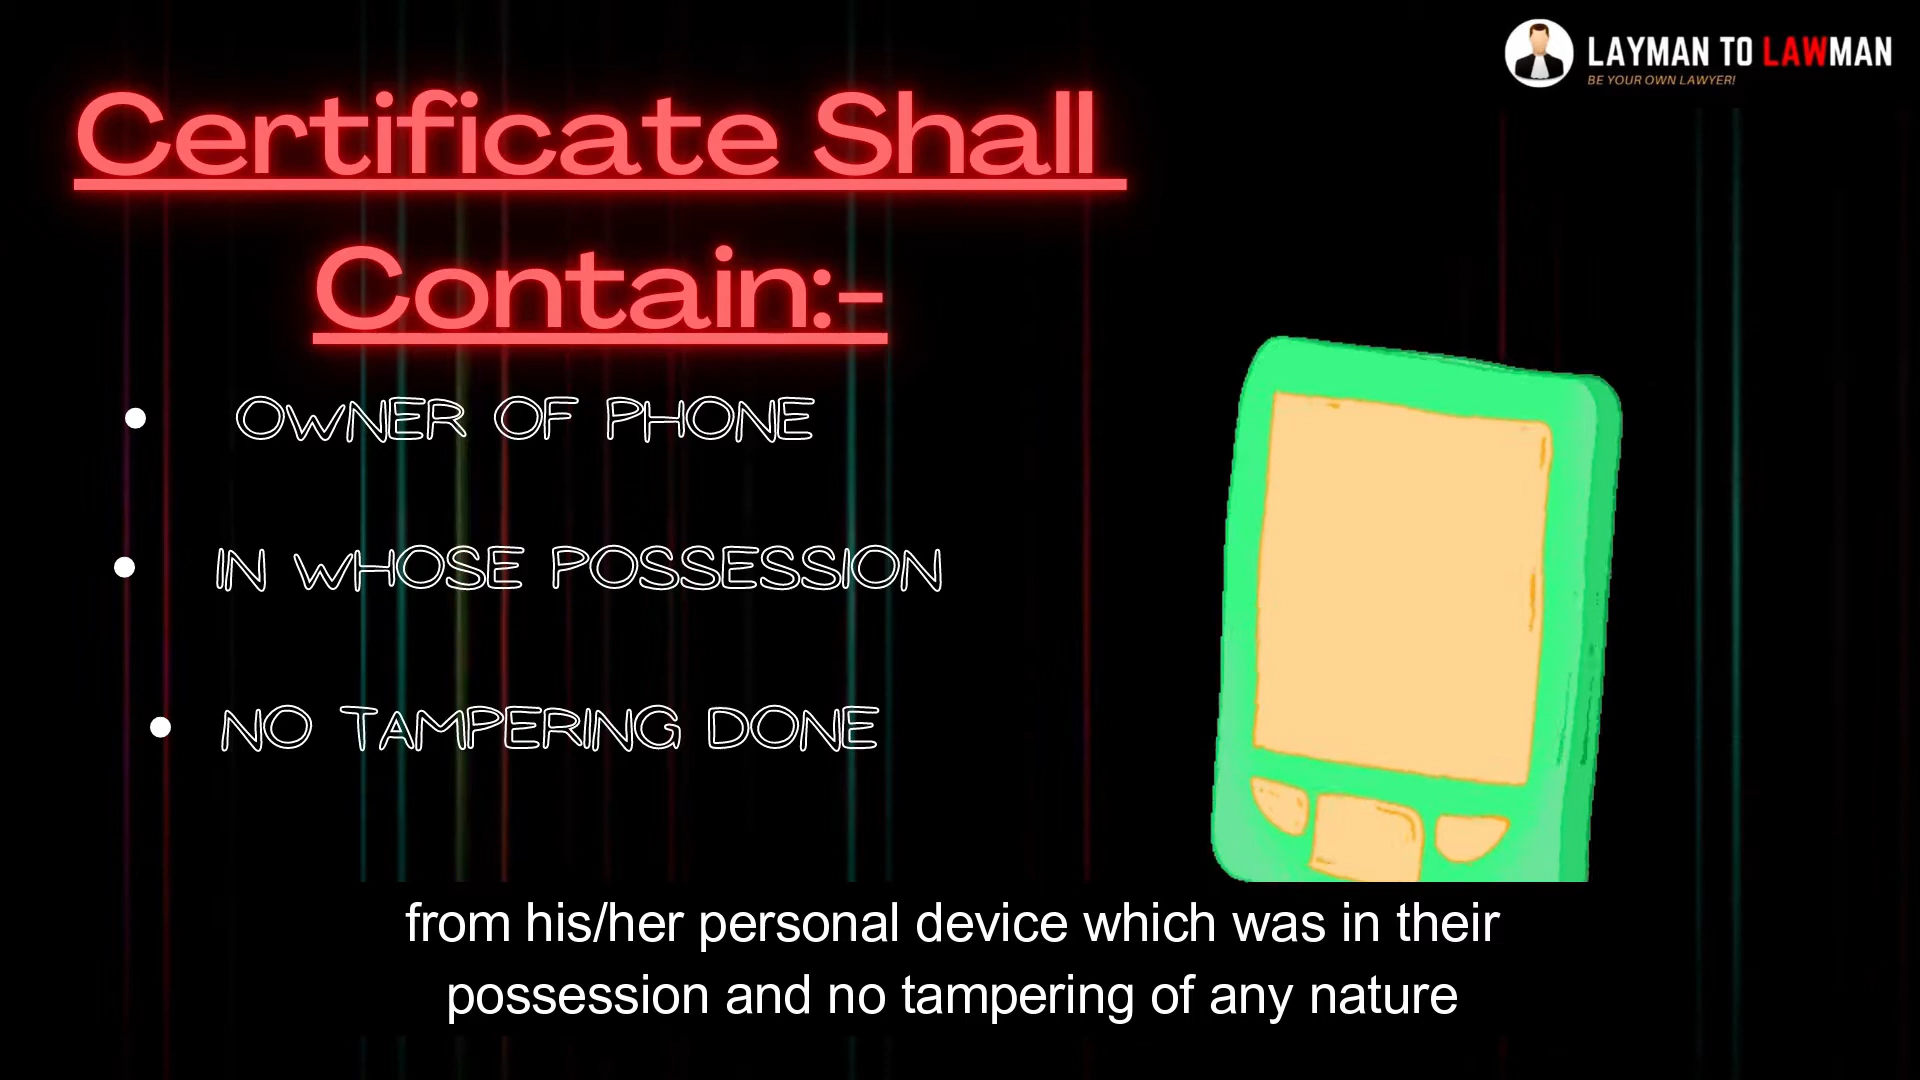 LAYMAN TO LAWMAN
BE YOUR OWN LAWYER!
Certificate Shall
Contain:-
OWNER OF PHONE
IN WHOSE POSSESSION
NO TAMPERING DONE
from his/her personal device which was in their
possession and no tampering of any nature